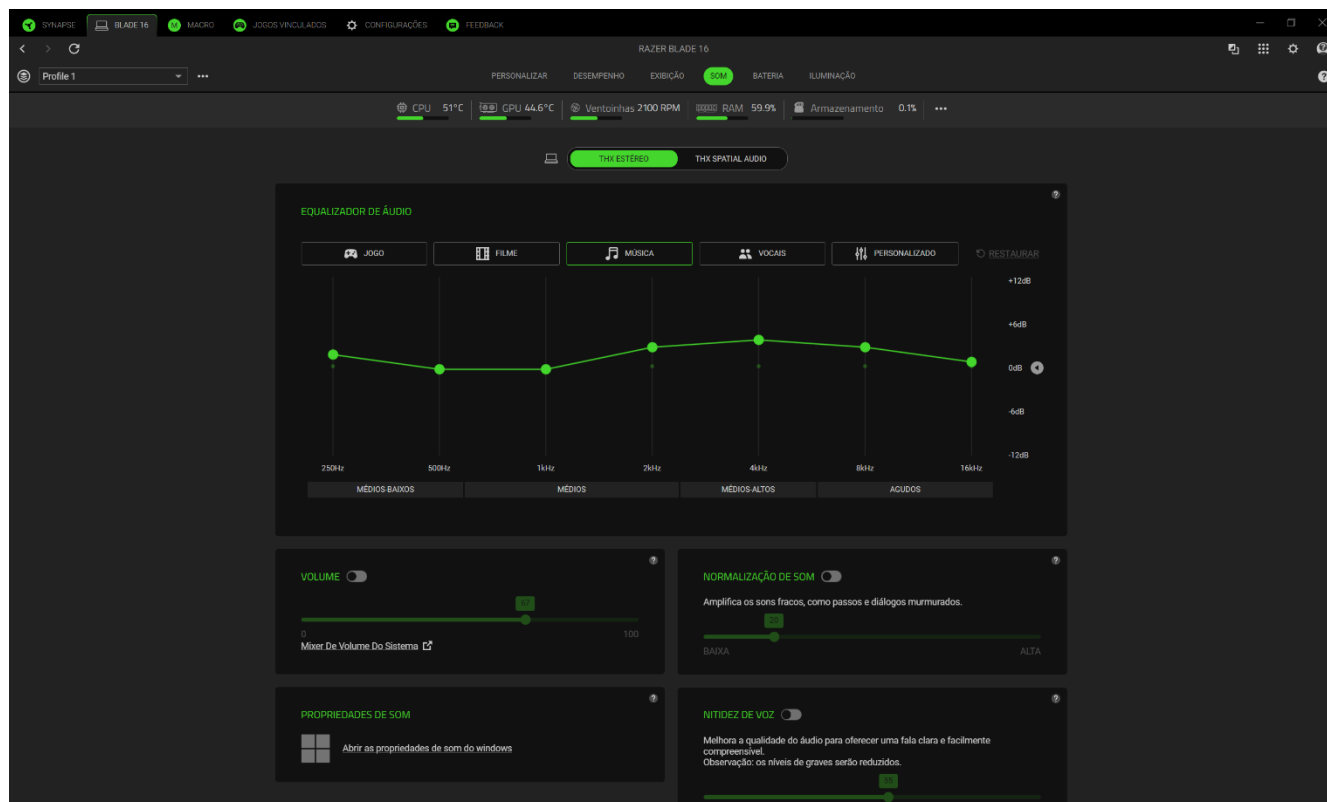 SYNAPSE BLADE 16 MACRO JOGOS VINCULADOS CONFIGURAÇÕES FEEDBACK
RAZER BLADE 16
Profile 1 PERSONALIZAR DESEMPENHO EXIBIÇÃO SOM BATERIA ILUMINAÇÃO
CPU 51°C GPU 44.6°C Ventoinhas 2100 RPM RAM 59.9% Armazenamento 0.1%
THX ESTÉREO THX SPATIAL AUDIO
EQUALIZADOR DE ÁUDIO
JOGO FILME MÚSICA VOCAIS PERSONALIZADO RESTAURAR
+12dB
+6dB
0dB
-6dB
-12dB
250Hz 500Hz 1kHz 2kHz 4kHz 8kHz 16kHz
MÉDIOS-BAIXOS MÉDIOS MÉDIOS-ALTOS AGUDOS
VOLUME
67
0 100
Mixer De Volume Do Sistema
NORMALIZAÇÃO DE SOM
Amplifica os sons fracos, como passos e diálogos murmurados.
20
BAIXA ALTA
PROPRIEDADES DE SOM
Abrir as propriedades de som do windows
NITIDEZ DE VOZ
Melhora a qualidade do áudio para oferecer uma fala clara e facilmente
compreensível.
Observação: os níveis de graves serão reduzidos.
55